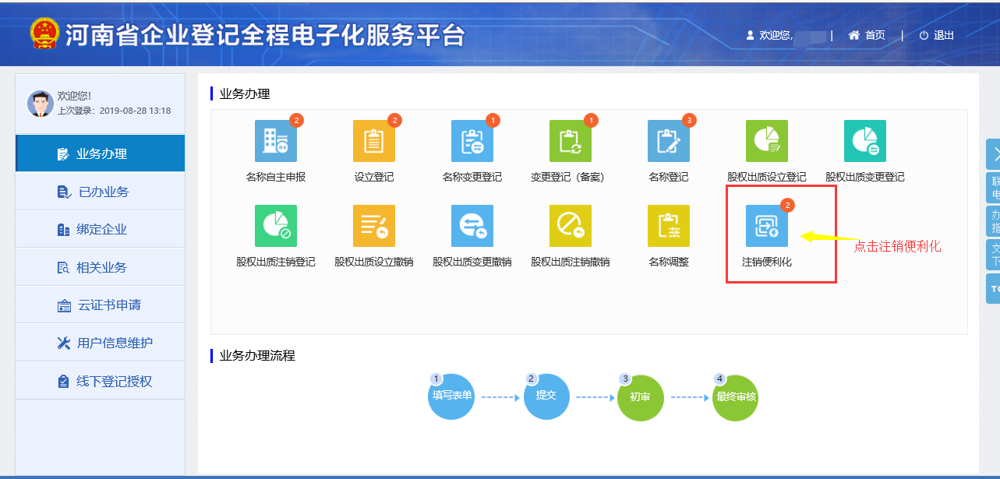 河南省企业登记全程电子化服务平台
欢迎您,
|
首页
|
退出
欢迎您!
上次登录：2019-08-28 13:18
业务办理
已办业务
绑定企业
相关业务
云证书申请
用户信息维护
线下登记授权
业务办理
2
名称自主申报
2
设立登记
1
名称变更登记
1
变更登记（备案）
3
名称登记
股权出质设立登记
股权出质变更登记
股权出质注销登记
股权出质设立撤销
股权出质变更撤销
股权出质注销撤销
名称调整
2
注销便利化
点击注销便利化
业务办理流程
1
填写表单
2
提交
3
初审
4
最终审核
联
电
办
指
文
下